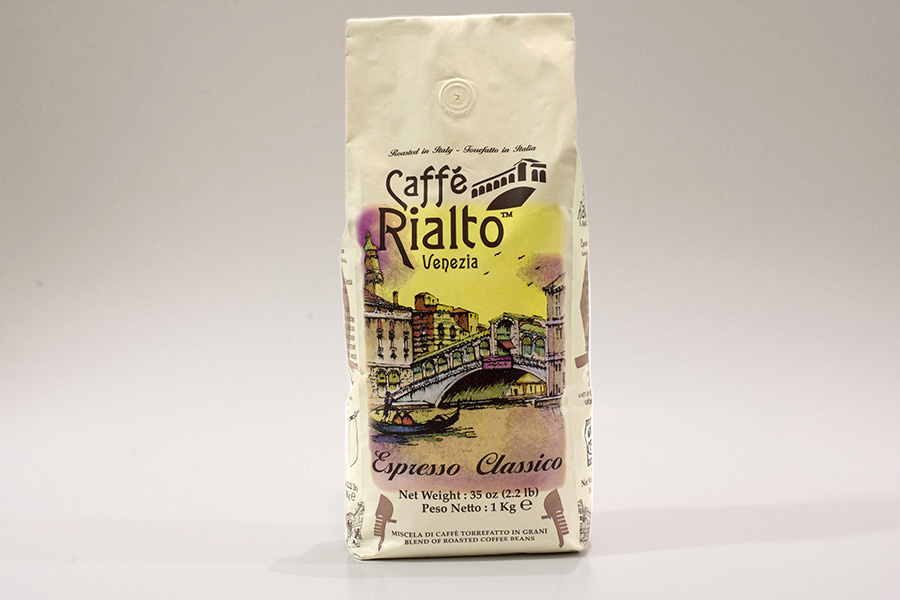 Roasted in Italy - Torrefatto in Italia
Caffé
Rialto™
Venezia
Espresso Classico
Net Weight : 35 oz (2.2 lb)
Peso Netto : 1 Kg ℮
MISCELA DI CAFFÈ TORREFATTO IN GRANI
BLEND OF ROASTED COFFEE BEANS